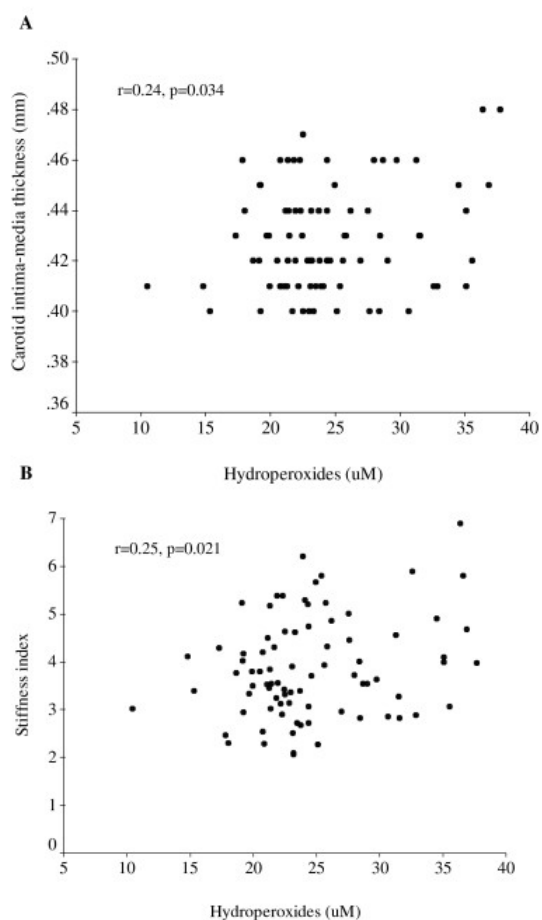 A
.50
r=0.24, p=0.034
.48
.46
.44
.42
.40
.38
.36
Carotid intima-media thickness (mm)
5 10 15 20 25 30 35 40
Hydroperoxides (uM)
B
7
r=0.25, p=0.021
6
5
4
3
2
1
0
Stiffness index
5 10 15 20 25 30 35 40
Hydroperoxides (uM)